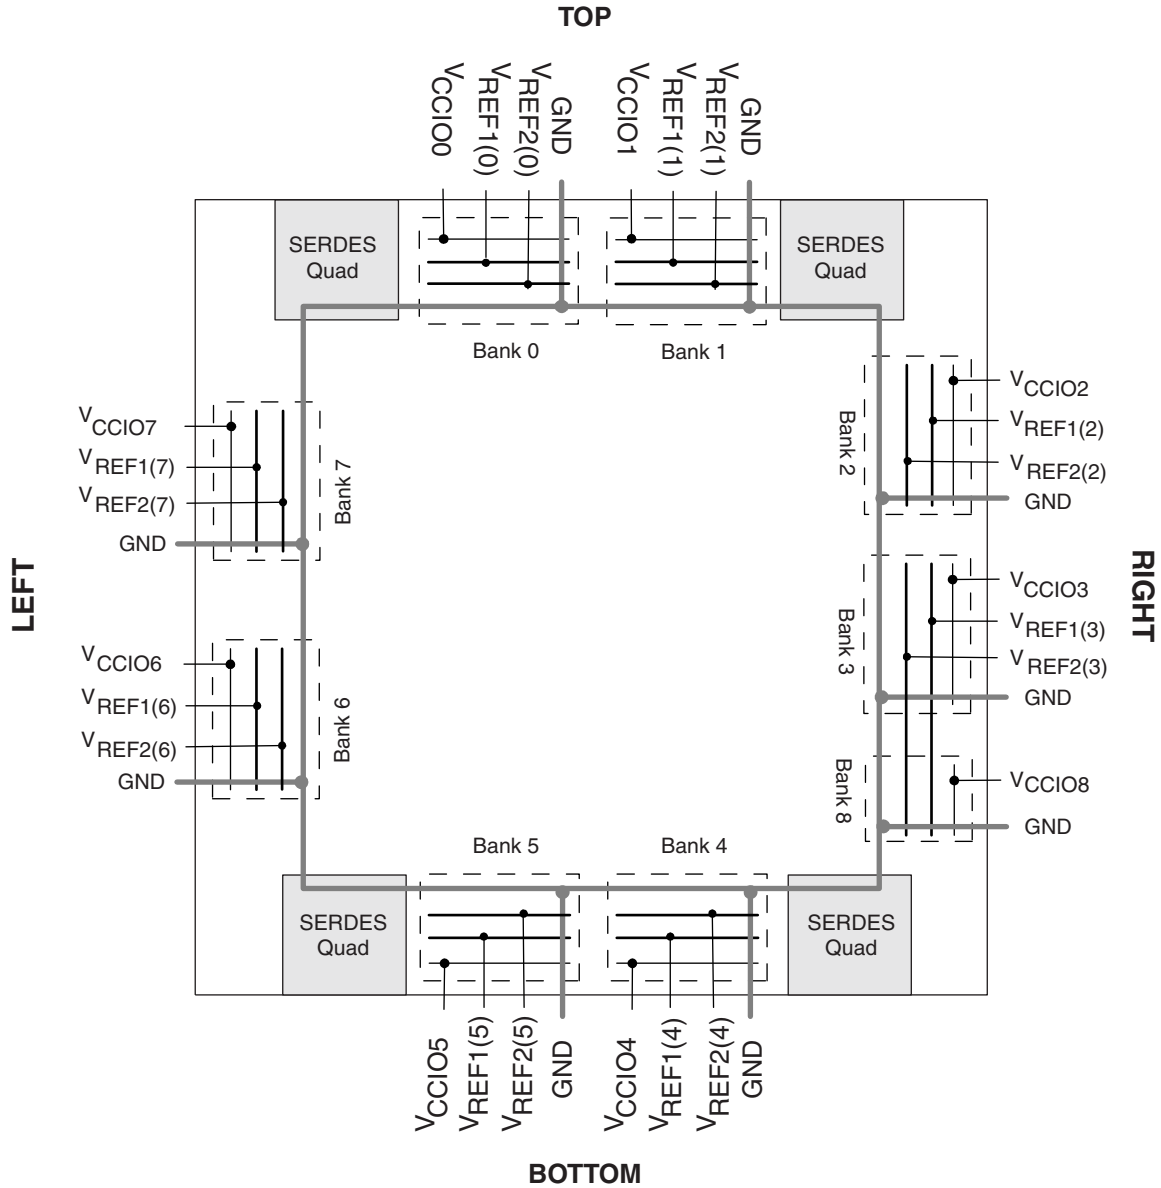 TOP
VCCIO0
VREF1(0)
VREF2(0)
GND
VCCIO1
VREF1(1)
VREF2(1)
GND
SERDES
Quad
SERDES
Quad
Bank 0
Bank 1
VCCIO7
VREF1(7)
VREF2(7)
GND
Bank 7
Bank 2
VCCIO2
VREF1(2)
VREF2(2)
GND
LEFT
RIGHT
VCCIO6
VREF1(6)
VREF2(6)
GND
Bank 6
Bank 3
VCCIO3
VREF1(3)
VREF2(3)
GND
Bank 8
VCCIO8
GND
Bank 5
Bank 4
SERDES
Quad
SERDES
Quad
VCCIO5
VREF1(5)
VREF2(5)
GND
VCCIO4
VREF1(4)
VREF2(4)
GND
BOTTOM